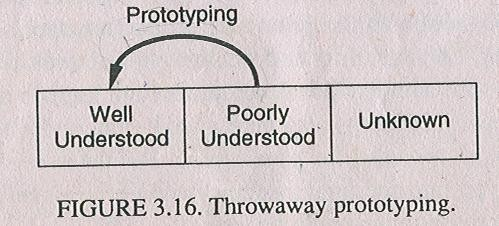 Prototyping
Well
Understood
Poorly
Understood
Unknown
FIGURE 3.16. Throwaway prototyping.